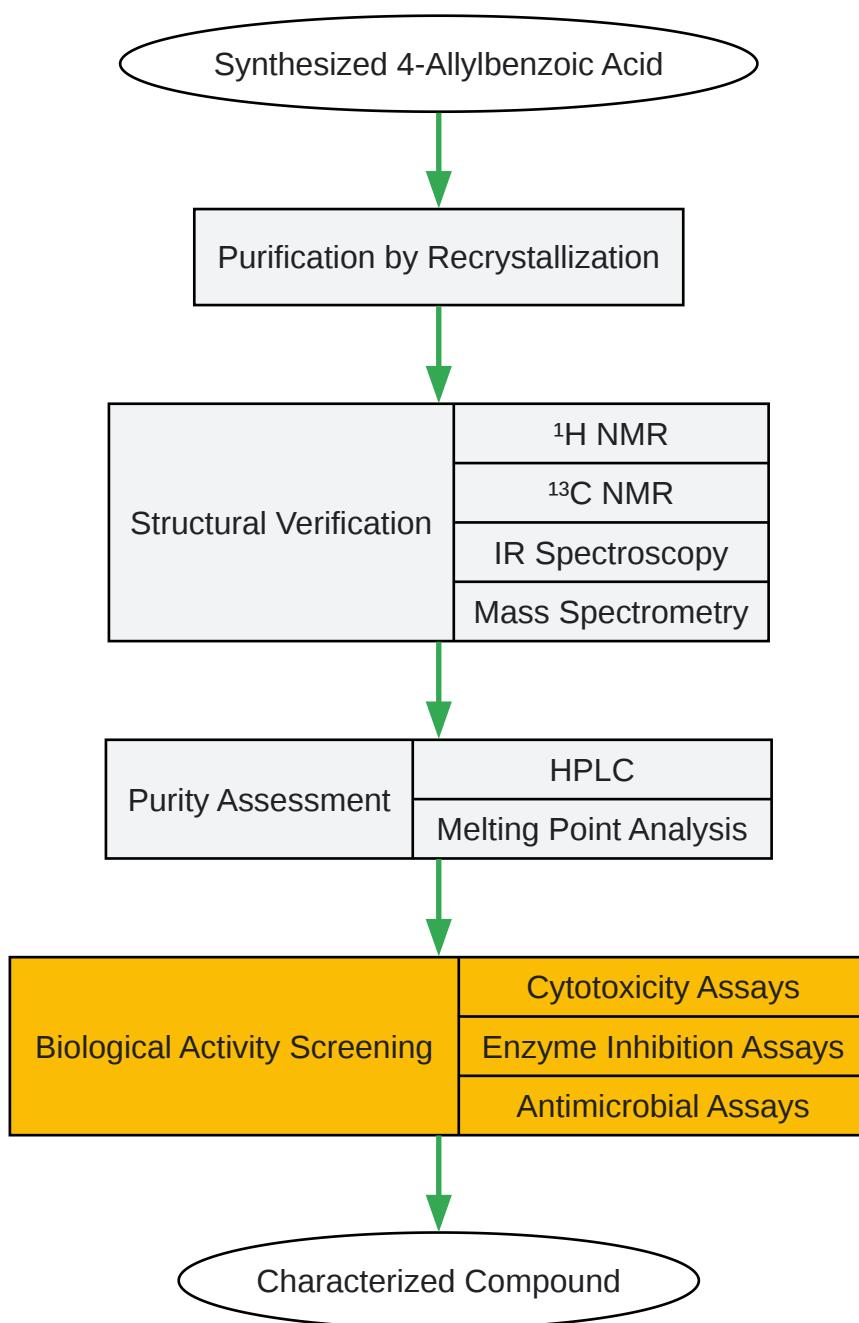 Synthesized 4-Allylbenzoic Acid
Purification by Recrystallization
Structural Verification
¹H NMR
¹³C NMR
IR Spectroscopy
Mass Spectrometry
Purity Assessment
HPLC
Melting Point Analysis
Biological Activity Screening
Cytotoxicity Assays
Enzyme Inhibition Assays
Antimicrobial Assays
Characterized Compound